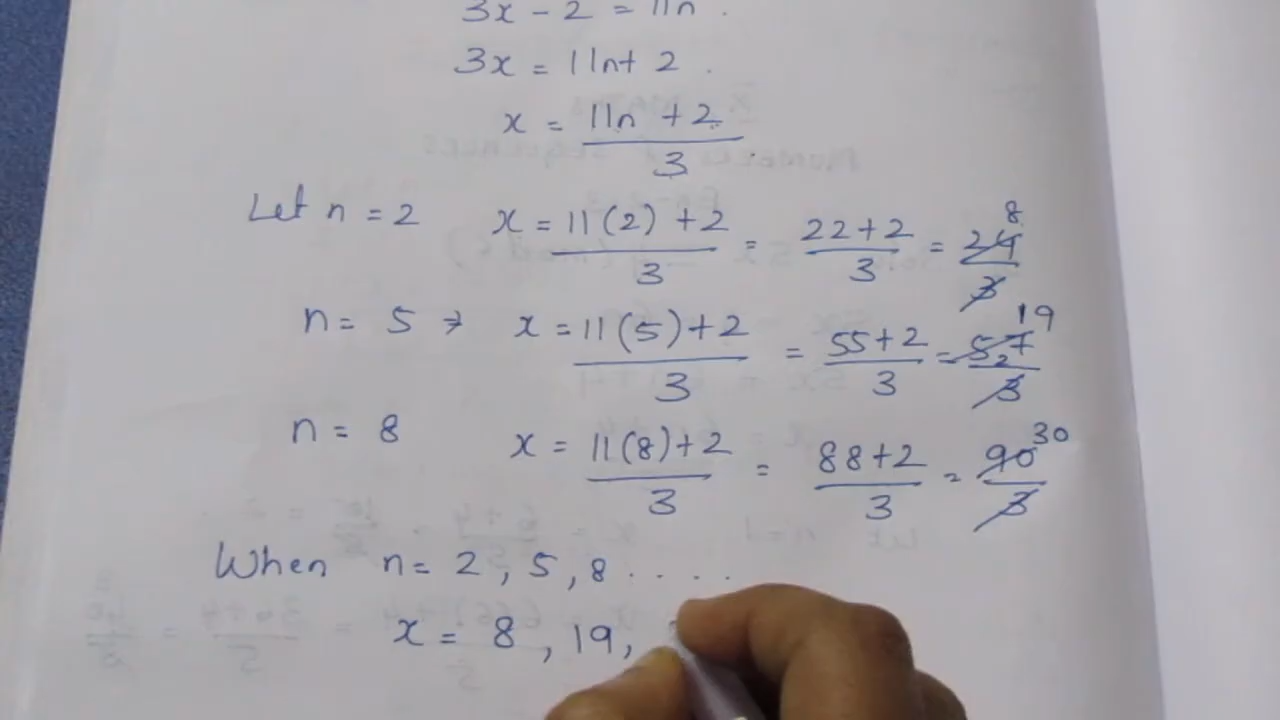 3x - 2 = 11n .
3x = 11n + 2 .
x = 11n + 2 / 3
Let n = 2 x = 11(2) + 2 / 3 = 22 + 2 / 3 = 24 / 3 8
n = 5 ⇒ x = 11(5) + 2 / 3 = 55 + 2 / 3 = 57 / 3 19
n = 8 x = 11(8) + 2 / 3 = 88 + 2 / 3 = 90 / 3 30
When n = 2 , 5 , 8 . . . .
x = 8 , 19 ,